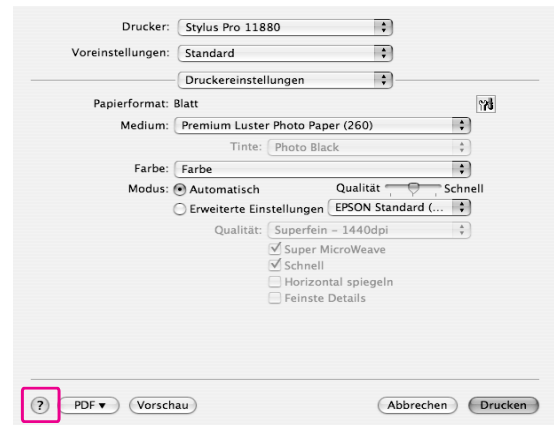 Drucker: Stylus Pro 11880
Voreinstellungen: Standard
Druckereinstellungen
Papierformat: Blatt
Medium: Premium Luster Photo Paper (260)
Tinte: Photo Black
Farbe: Farbe
Modus: Automatisch Qualität Schnell
Erweiterte Einstellungen EPSON Standard (...
Qualität: Superfein – 1440dpi
Super MicroWeave
Schnell
Horizontal spiegeln
Feinste Details
? PDF Vorschau Abbrechen Drucken